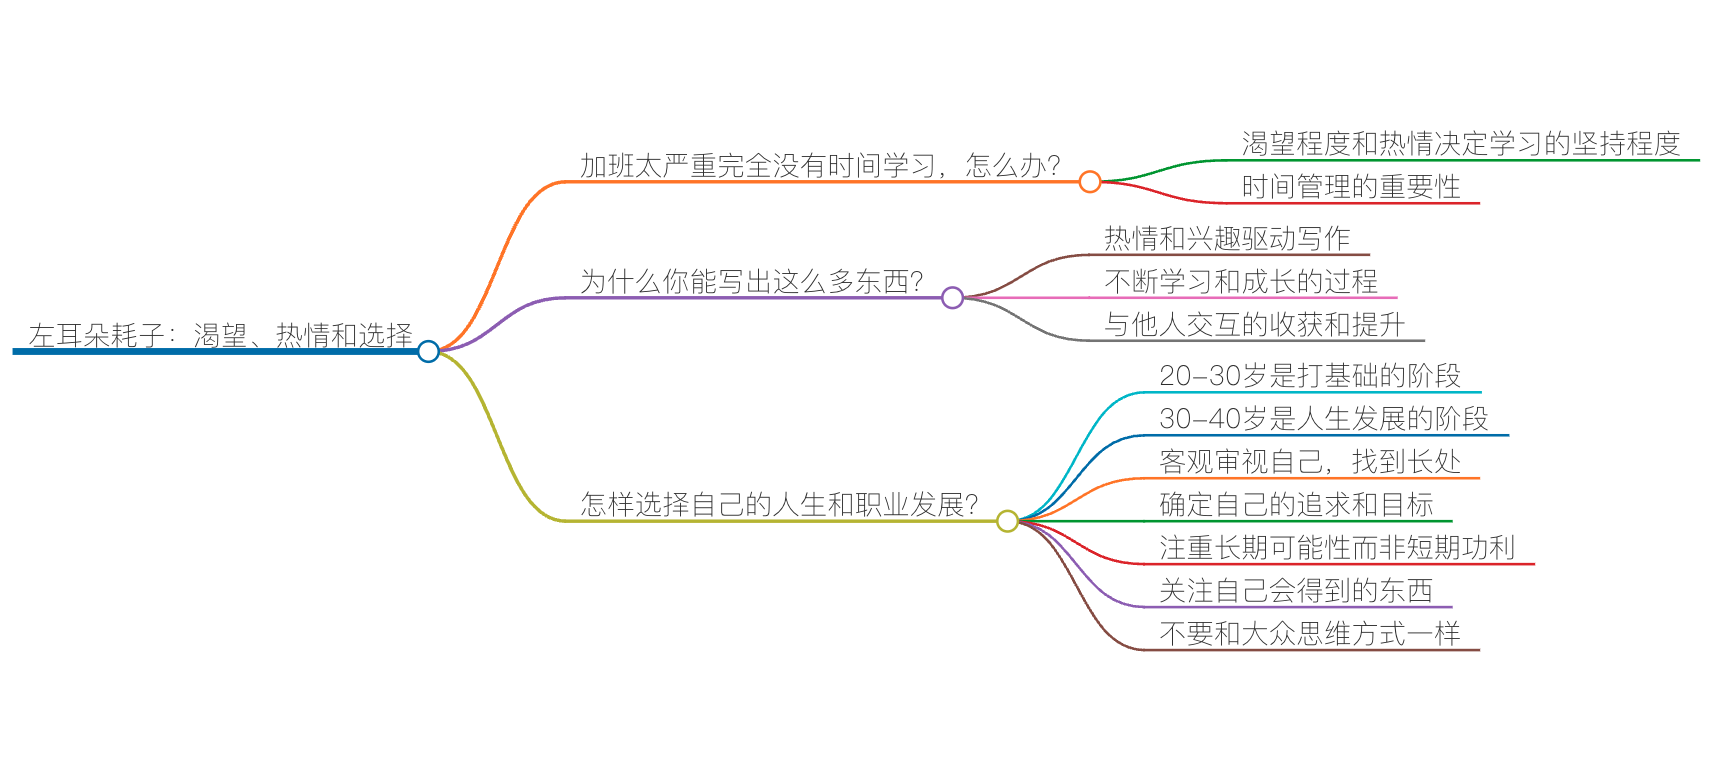 左耳朵耗子：渴望、热情和选择
加班太严重完全没有时间学习，怎么办？
渴望程度和热情决定学习的坚持程度
时间管理的重要性
为什么你能写出这么多东西？
热情和兴趣驱动写作
不断学习和成长的过程
与他人交互的收获和提升
怎样选择自己的人生和职业发展？
20-30岁是打基础的阶段
30-40岁是人生发展的阶段
客观审视自己，找到长处
确定自己的追求和目标
注重长期可能性而非短期功利
关注自己会得到的东西
不要和大众思维方式一样